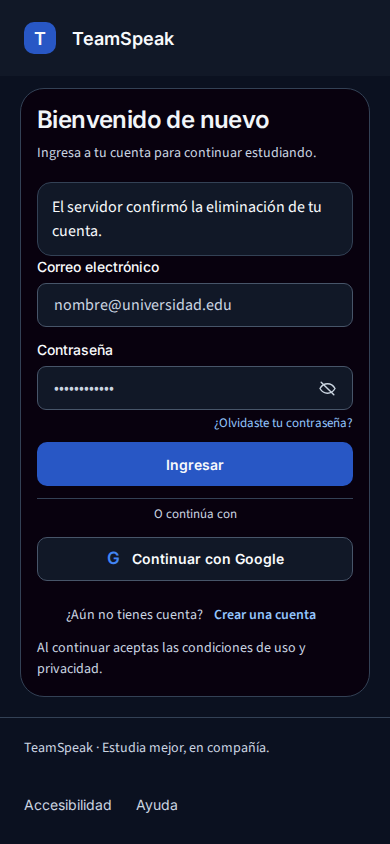 T TeamSpeak
Bienvenido de nuevo
Ingresa a tu cuenta para continuar estudiando.
El servidor confirmó la eliminación de tu
cuenta.
Correo electrónico
nombre@universidad.edu
Contraseña
••••••••••••
¿Olvidaste tu contraseña?
Ingresar
O continúa con
G Continuar con Google
¿Aún no tienes cuenta? Crear una cuenta
Al continuar aceptas las condiciones de uso y
privacidad.
TeamSpeak · Estudia mejor, en compañía.
Accesibilidad Ayuda